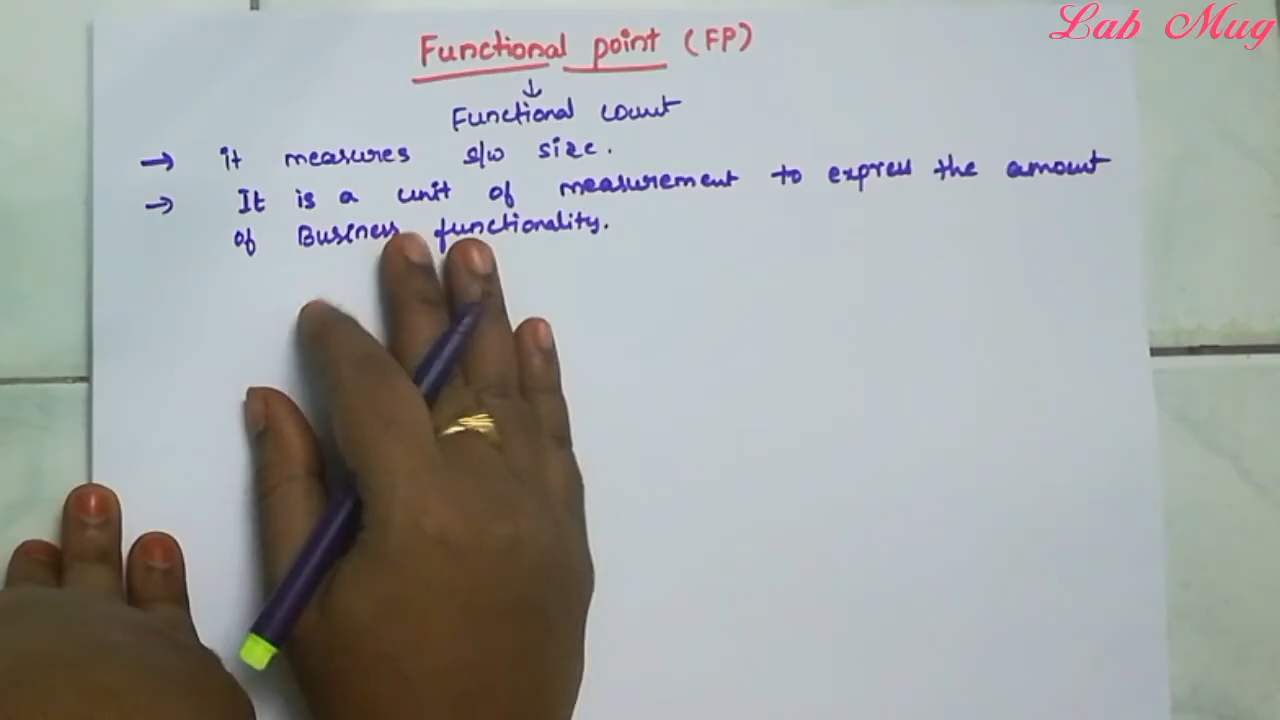 Lab Mug
Functional point (FP)
↓
Functional count
→ it measures s/w size.
→ It is a unit of measurement to express the amount
of Business functionality.